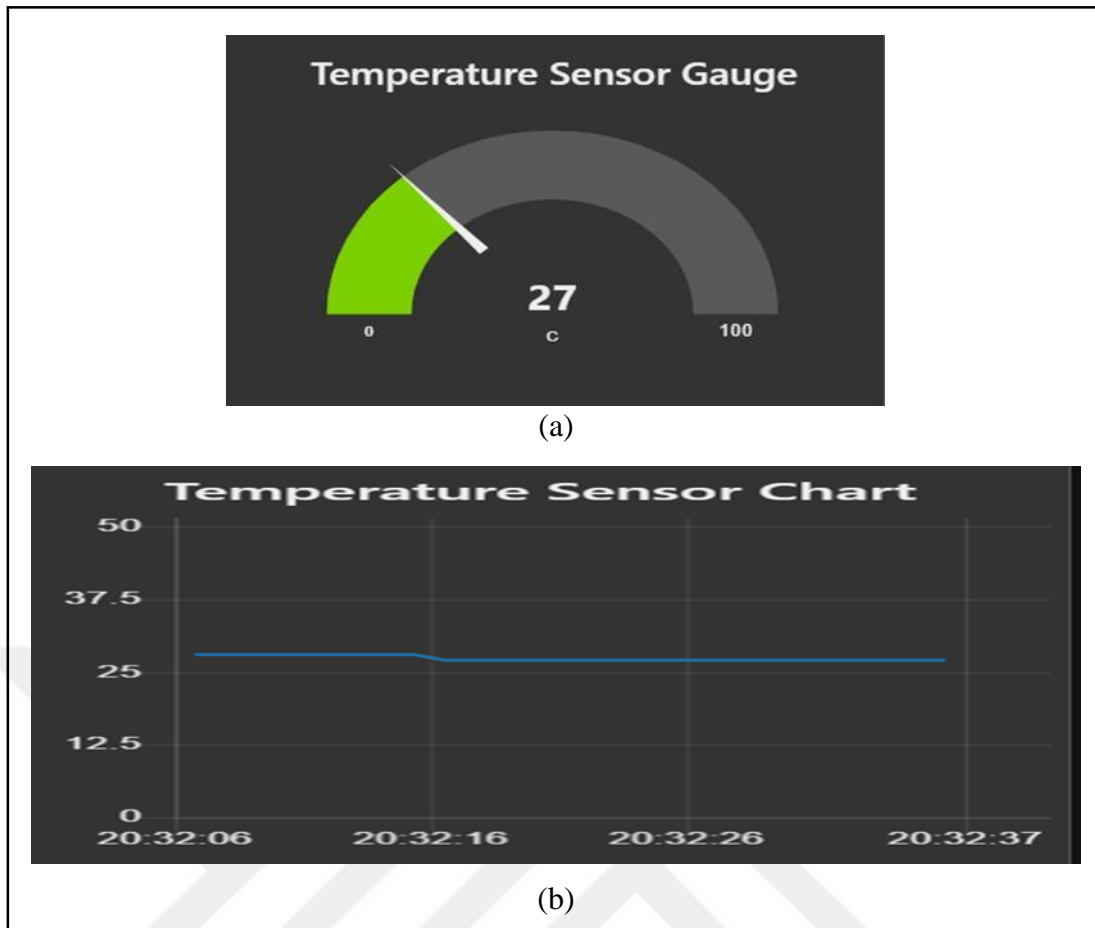 Temperature Sensor Gauge
27
0
C
100
(a)
Temperature Sensor Chart
50
37.5
25
12.5
0
20:32:06 20:32:16 20:32:26 20:32:37
(b)